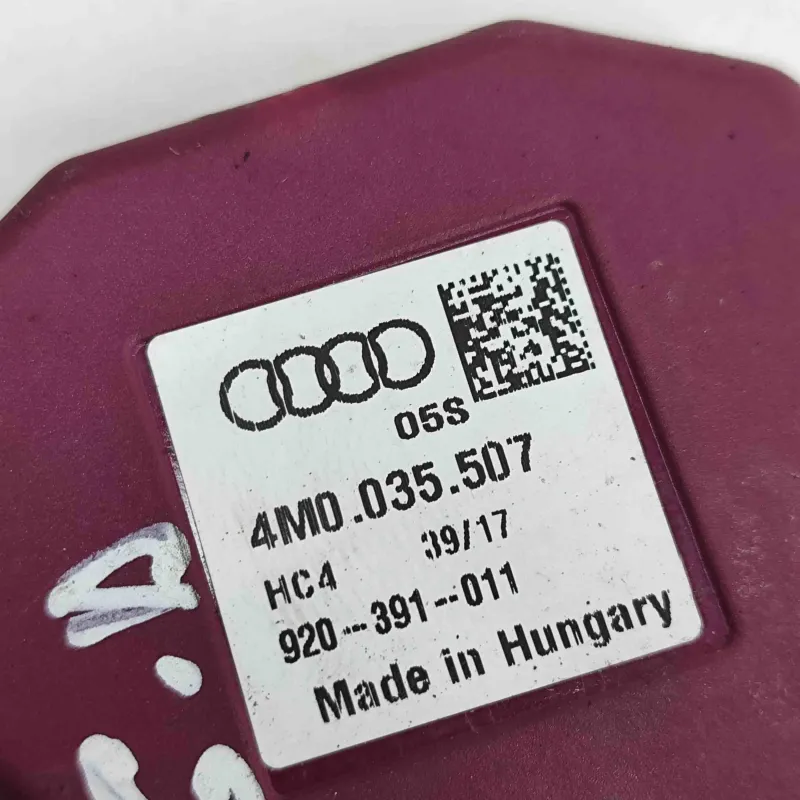 05S
4M0.035.507
HC4 39/17
920-391-011
Made in Hungary